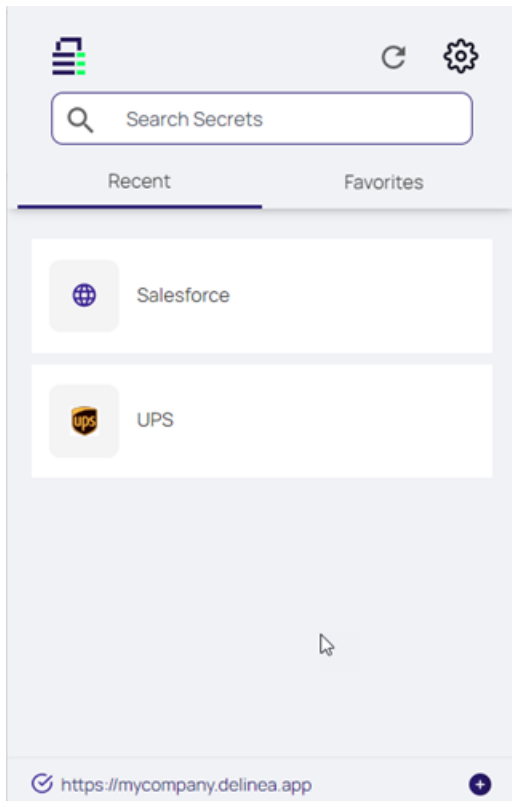 Search Secrets
Recent Favorites
Salesforce
ups UPS
https://mycompany.delinea.app